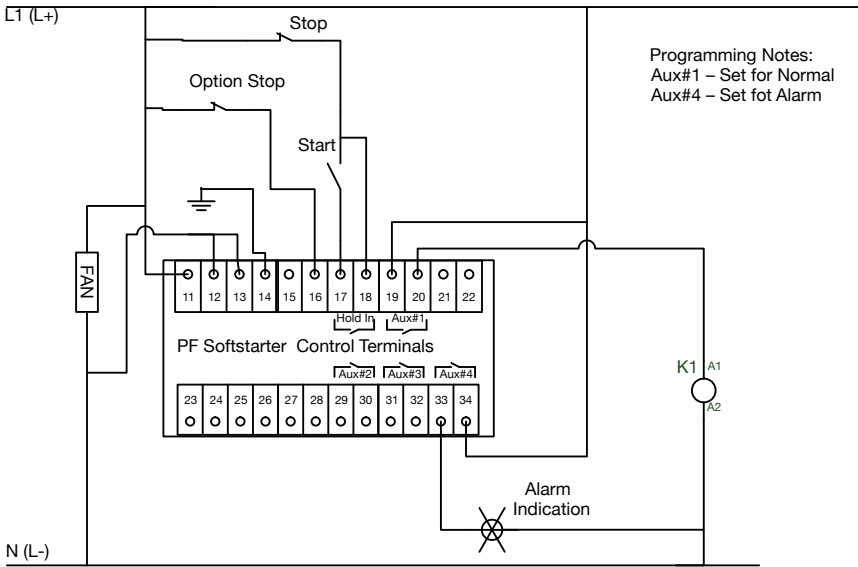 L1 (L+)
Stop
Programming Notes:
Aux#1 – Set for Normal
Aux#4 – Set fot Alarm
Option Stop
Start
FAN
11 12 13 14 15 16 17 18 19 20 21 22
Hold In Aux#1
PF Softstarter Control Terminals
Aux#2 Aux#3 Aux#4
23 24 25 26 27 28 29 30 31 32 33 34
K1 A1
A2
Alarm
Indication
N (L-)